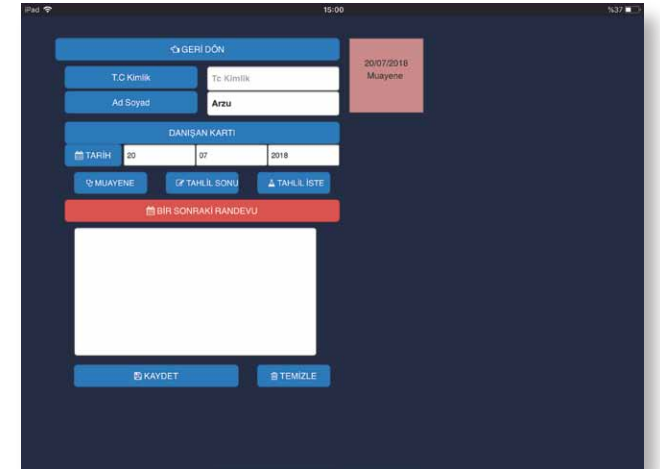 iPad 15:00 %37
GERİ DÖN
20/07/2018
Muayene
T.C Kimlik Tc Kimlik
Ad Soyad Arzu
DANIŞAN KARTI
TARİH 20 07 2018
MUAYENE TAHLİL SONU TAHLİL İSTE
BİR SONRAKİ RANDEVU
KAYDET TEMİZLE